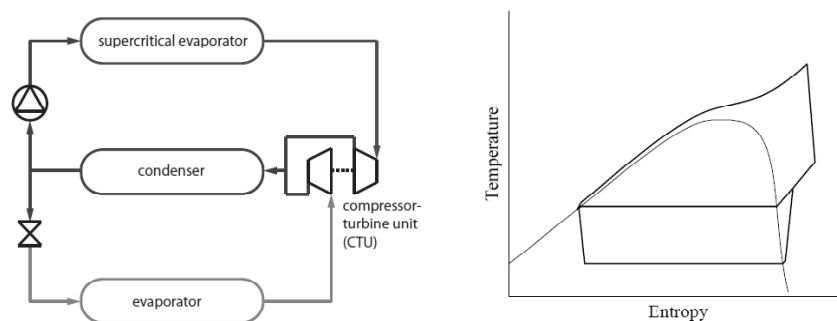 supercritical evaporator
condenser
compressor-
turbine unit
(CTU)
evaporator
Temperature
Entropy